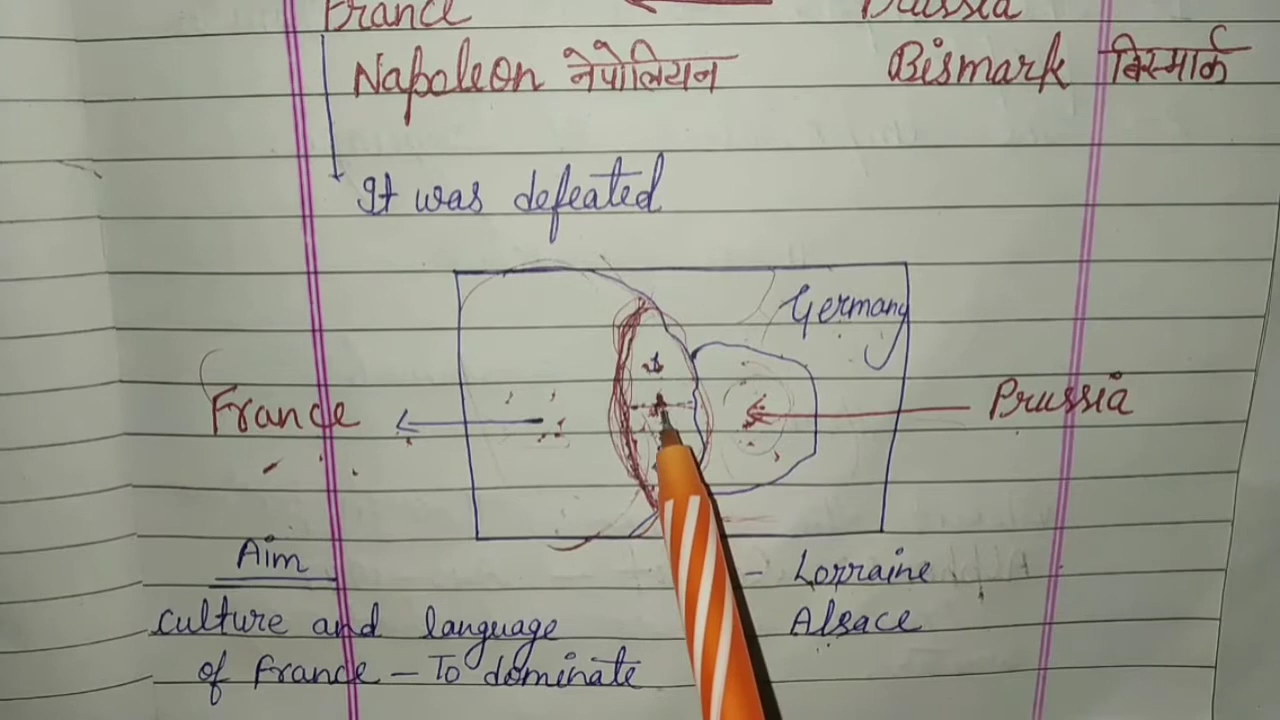 France Prussia
Napoleon नेपोलियन Bismark बिस्मार्क
It was defeated
Germany
France Prussia
Aim
- Lorraine
culture and language Alsace
of France - To dominate